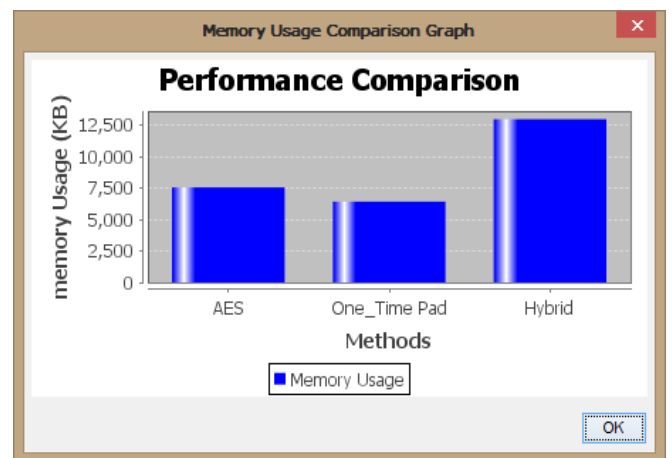 Memory Usage Comparison Graph
Performance Comparison
memory Usage (KB)
12,500
10,000
7,500
5,000
2,500
0
AES
One_Time Pad
Hybrid
Methods
Memory Usage
OK